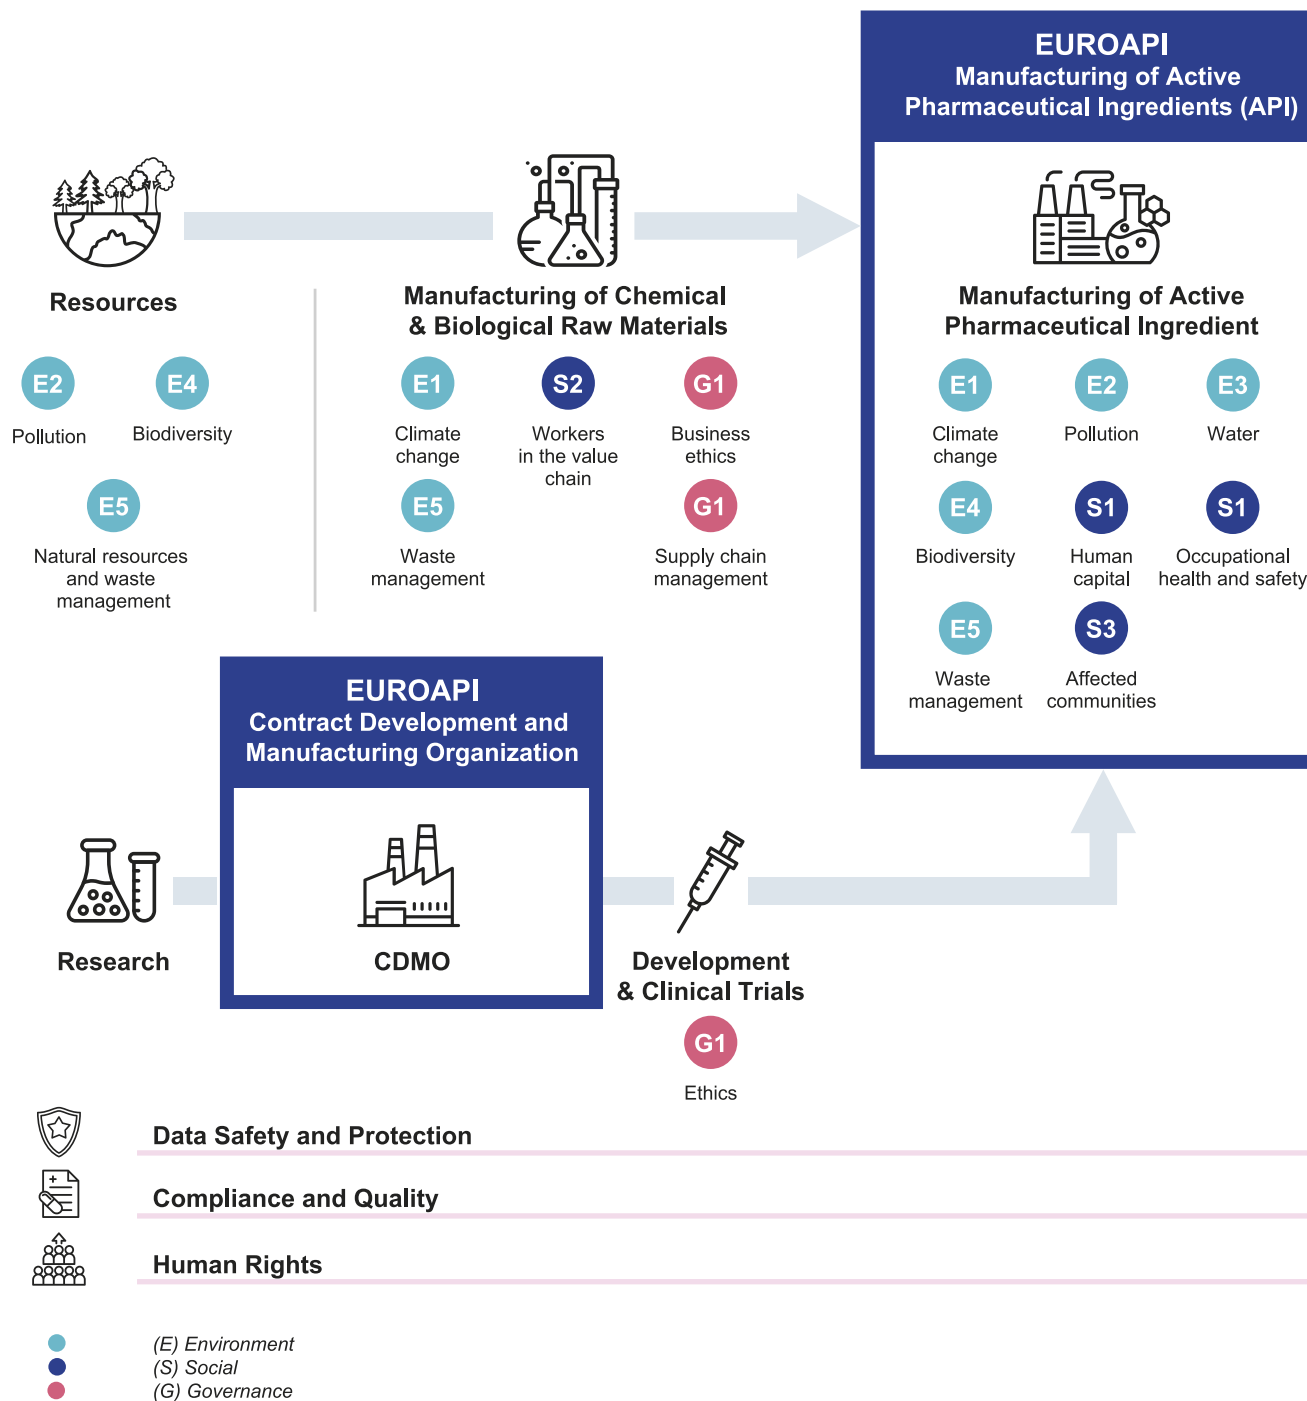 EUROAPI
Manufacturing of Active
Pharmaceutical Ingredients (API)
Resources
E2
Pollution
E4
Biodiversity
E5
Natural resources
and waste
management
Manufacturing of Chemical
& Biological Raw Materials
E1
Climate
change
S2
Workers
in the value
chain
G1
Business
ethics
E5
Waste
management
G1
Supply chain
management
Manufacturing of Active
Pharmaceutical Ingredient
E1
Climate
change
E2
Pollution
E3
Water
E4
Biodiversity
S1
Human
capital
S1
Occupational
health and safety
E5
Waste
management
S3
Affected
communities
EUROAPI
Contract Development and
Manufacturing Organization
Research
CDMO
Development
& Clinical Trials
G1
Ethics
Data Safety and Protection
Compliance and Quality
Human Rights
(E) Environment
(S) Social
(G) Governance